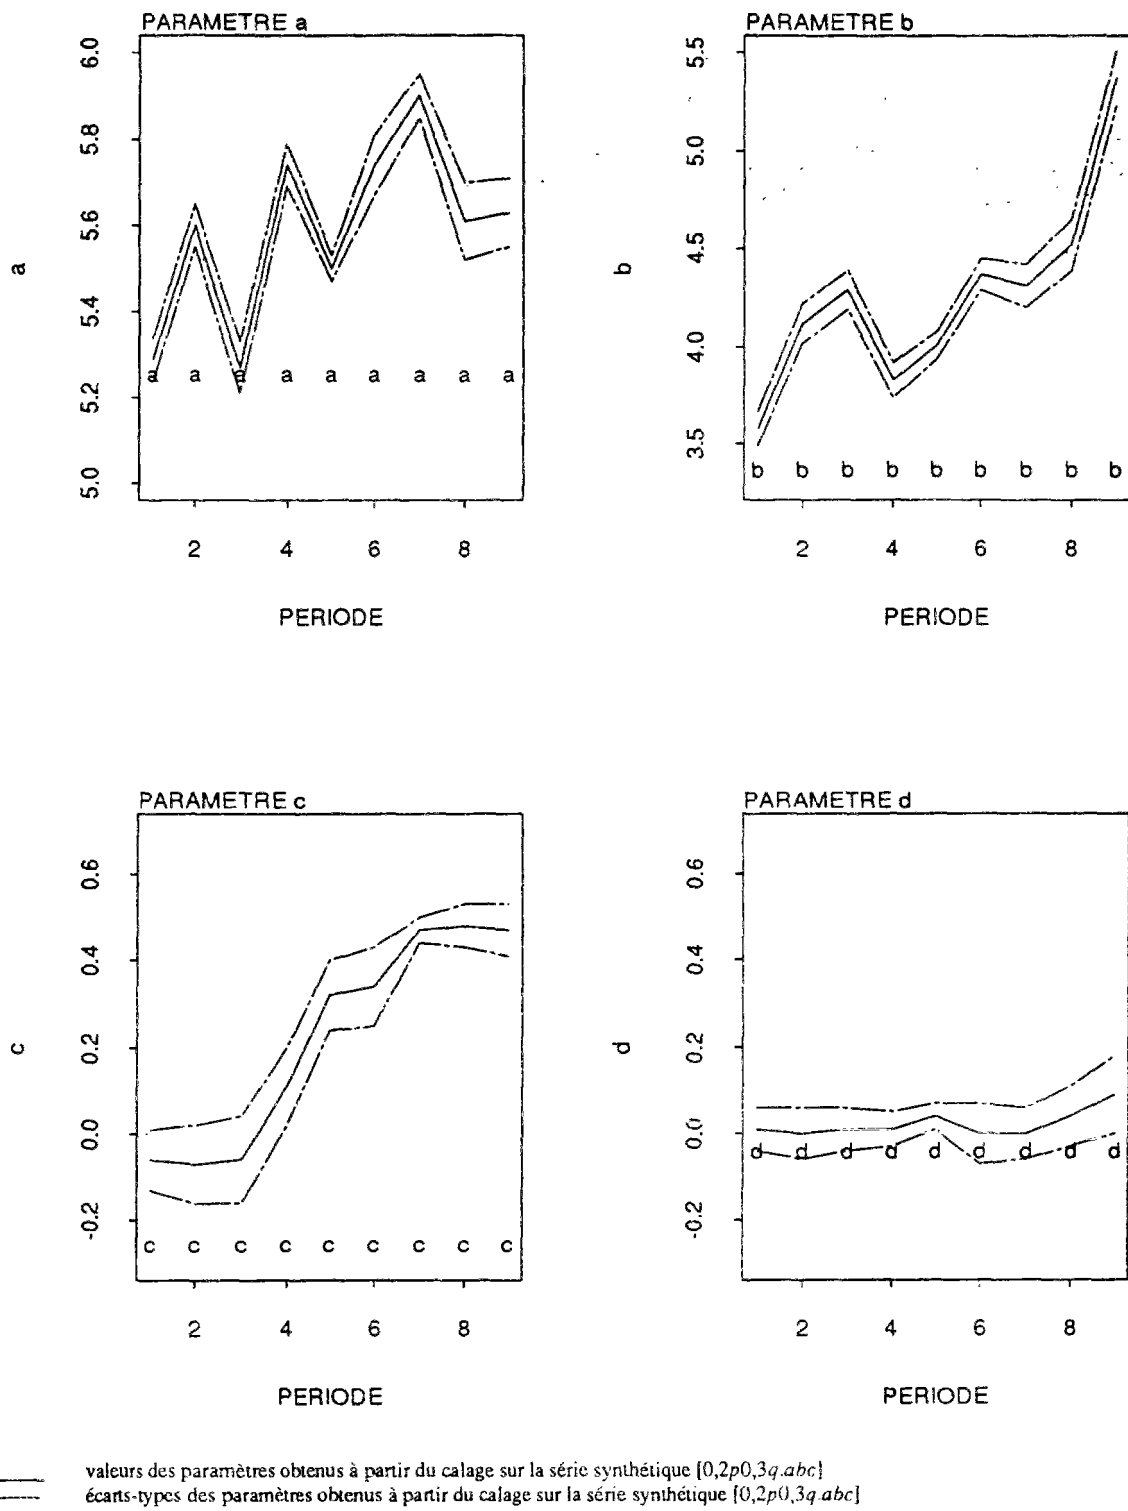 PARAMETRE a
6.0
5.8
5.6
5.4
5.2
5.0
a
a a a a a a a a a
2 4 6 8
PERIODE
PARAMETRE b
5.5
5.0
4.5
4.0
3.5
b
b b b b b b b b b
2 4 6 8
PERIODE
PARAMETRE c
0.6
0.4
0.2
0.0
-0.2
c
c c c c c c c c c
2 4 6 8
PERIODE
PARAMETRE d
0.6
0.4
0.2
0.0
-0.2
d
d d d d d d d d d
2 4 6 8
PERIODE
valeurs des paramètres obtenus à partir du calage sur la série synthétique [0,2p0,3q.abc]
écarts-types des paramètres obtenus à partir du calage sur la série synthétique [0,2p0,3q.abc]